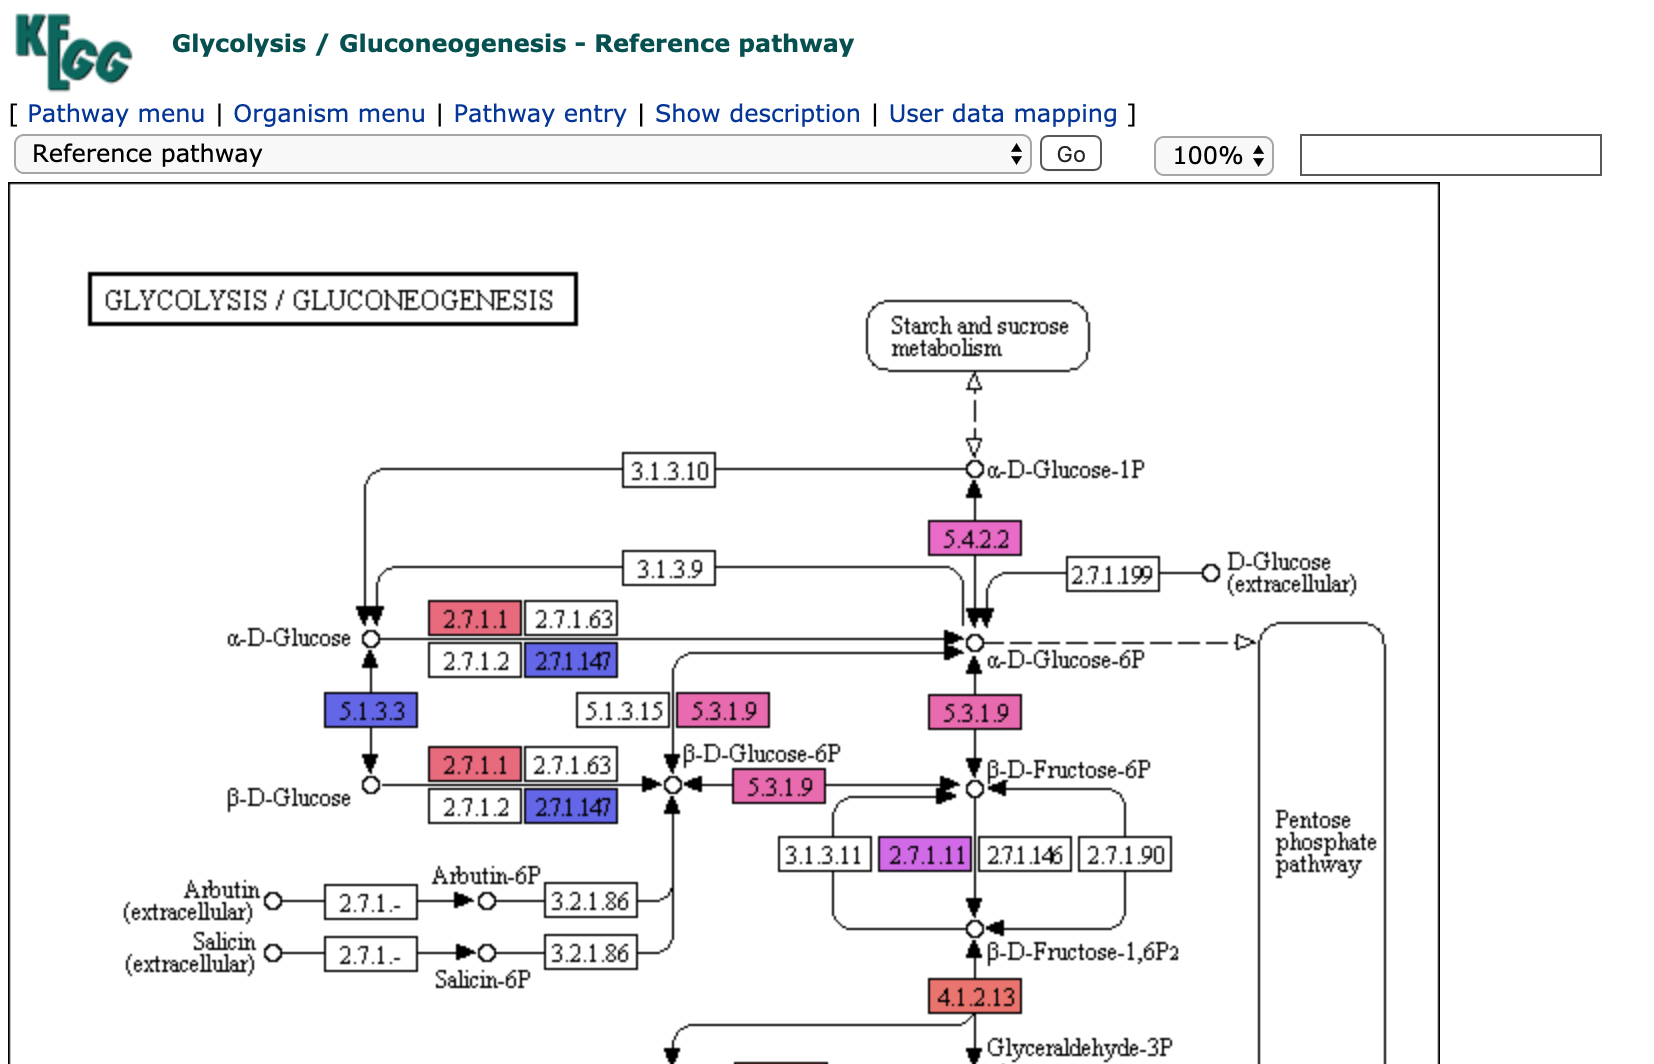 KEGG
Glycolysis / Gluconeogenesis - Reference pathway
[ Pathway menu | Organism menu | Pathway entry | Show description | User data mapping ]
Reference pathway
Go
100%
GLYCOLYSIS / GLUCONEOGENESIS
Starch and sucrose
metabolism
3.1.3.10
α-D-Glucose-1P
5.4.2.2
3.1.3.9
2.7.1.199
D-Glucose
(extracellular)
2.7.1.1
2.7.1.63
α-D-Glucose
2.7.1.2
2.7.1.147
α-D-Glucose-6P
5.1.3.3
5.1.3.15
5.3.1.9
5.3.1.9
2.7.1.1
2.7.1.63
β-D-Glucose-6P
β-D-Fructose-6P
5.3.1.9
β-D-Glucose
2.7.1.2
2.7.1.147
Pentose
phosphate
pathway
3.1.3.11
2.7.1.11
2.7.1.146
2.7.1.90
Arbutin
(extracellular)
2.7.1.-
Arbutin-6P
3.2.1.86
Salicin
(extracellular)
2.7.1.-
Salicin-6P
3.2.1.86
β-D-Fructose-1,6P2
4.1.2.13
Glyceraldehyde-3P